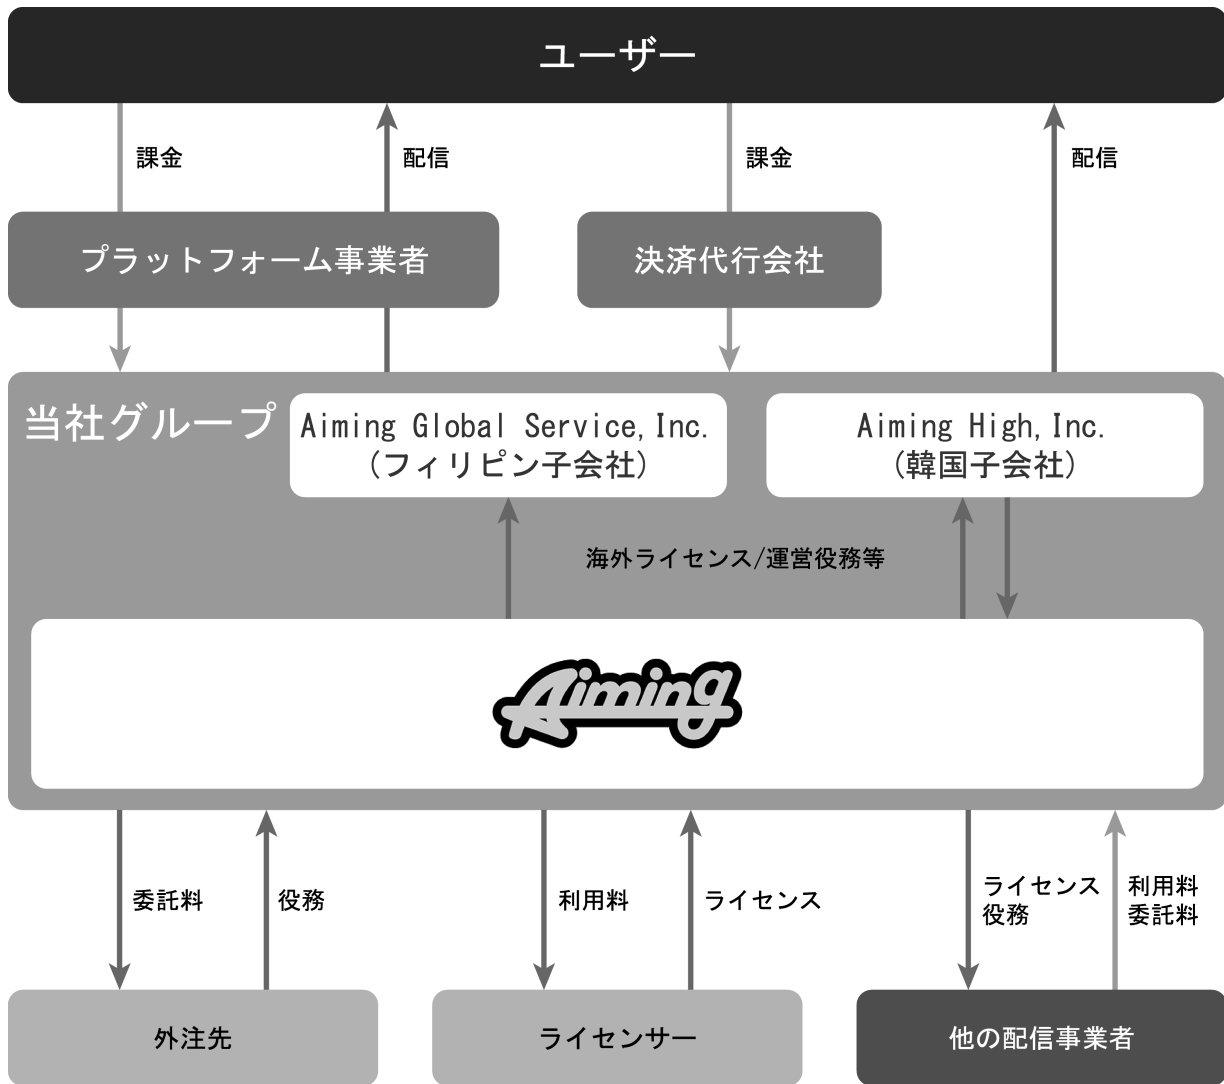 ユーザー
課金
配信
課金
配信
プラットフォーム事業者
決済代行会社
当社グループ
Aiming Global Service, Inc.
(フィリピン子会社)
Aiming High, Inc.
(韓国子会社)
海外ライセンス/運営役務等
Aiming
委託料
役務
利用料
ライセンス
ライセンス
役務
利用料
委託料
外注先
ライセンサー
他の配信事業者